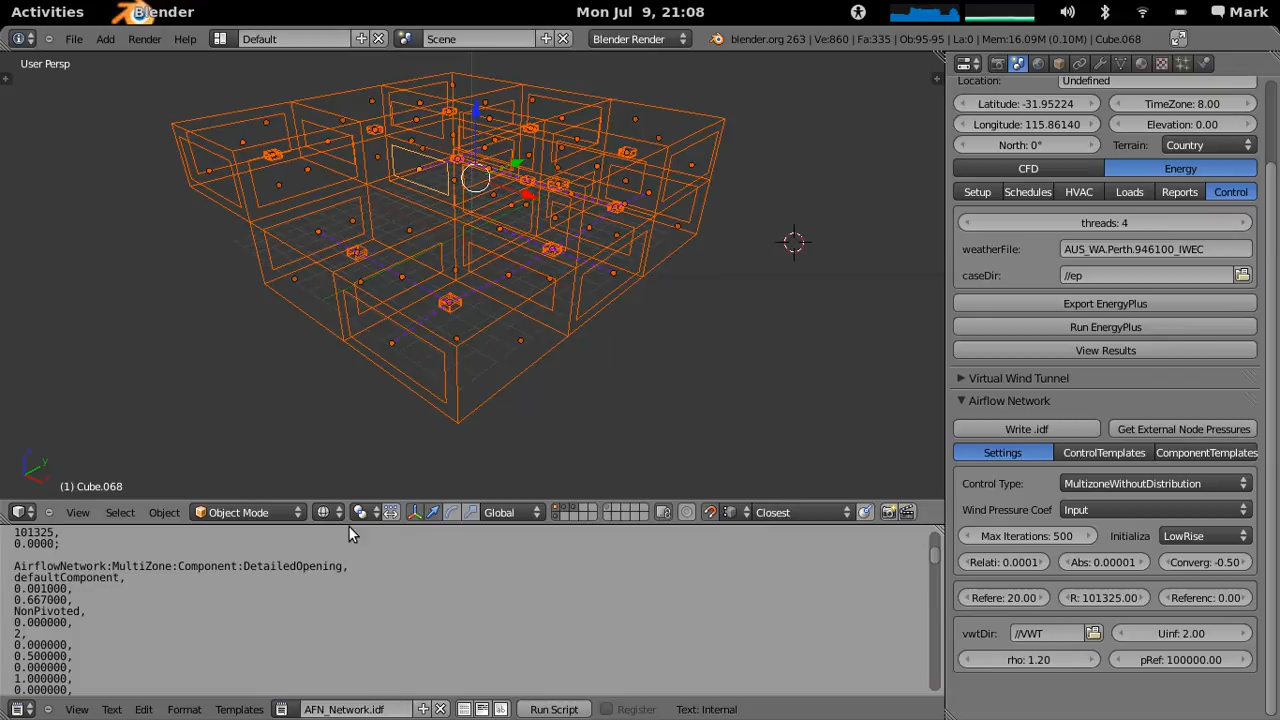 Activities Blender Mon Jul 9, 21:08 Mark
File Add Render Help Default Scene Blender Render blender.org 263 | Ve:860 | Fa:335 | Ob:95-95 | La:0 | Mem:16.09M (0.10M) | Cube.068
User Persp
Location: Undefined
Latitude: -31.95224 TimeZone: 8.00
Longitude: 115.86140 Elevation: 0.00
North: 0° Terrain: Country
CFD Energy
Setup Schedules HVAC Loads Reports Control
threads: 4
weatherFile: AUS_WA.Perth.946100_IWEC
caseDir: //ep
Export EnergyPlus
Run EnergyPlus
View Results
Virtual Wind Tunnel
Airflow Network
Write .idf Get External Node Pressures
Settings ControlTemplates ComponentTemplates
Control Type: MultizoneWithoutDistribution
Wind Pressure Coef Input
Max Iterations: 500 Initializa LowRise
Relati: 0.0001 Abs: 0.00001 Converg: -0.50
Refere: 20.00 R: 101325.00 Referenc: 0.00
vwtDir: //VWT Uinf: 2.00
rho: 1.20 pRef: 100000.00
(1) Cube.068
View Select Object Object Mode Global Closest
101325,
0.0000;
AirflowNetwork:MultiZone:Component:DetailedOpening,
defaultComponent,
0.001000,
0.667000,
NonPivoted,
0.000000,
2,
0.000000,
0.500000,
0.000000,
1.000000,
0.000000,
View Text Edit Format Templates AFN_Network.idf Run Script Register Text: Internal